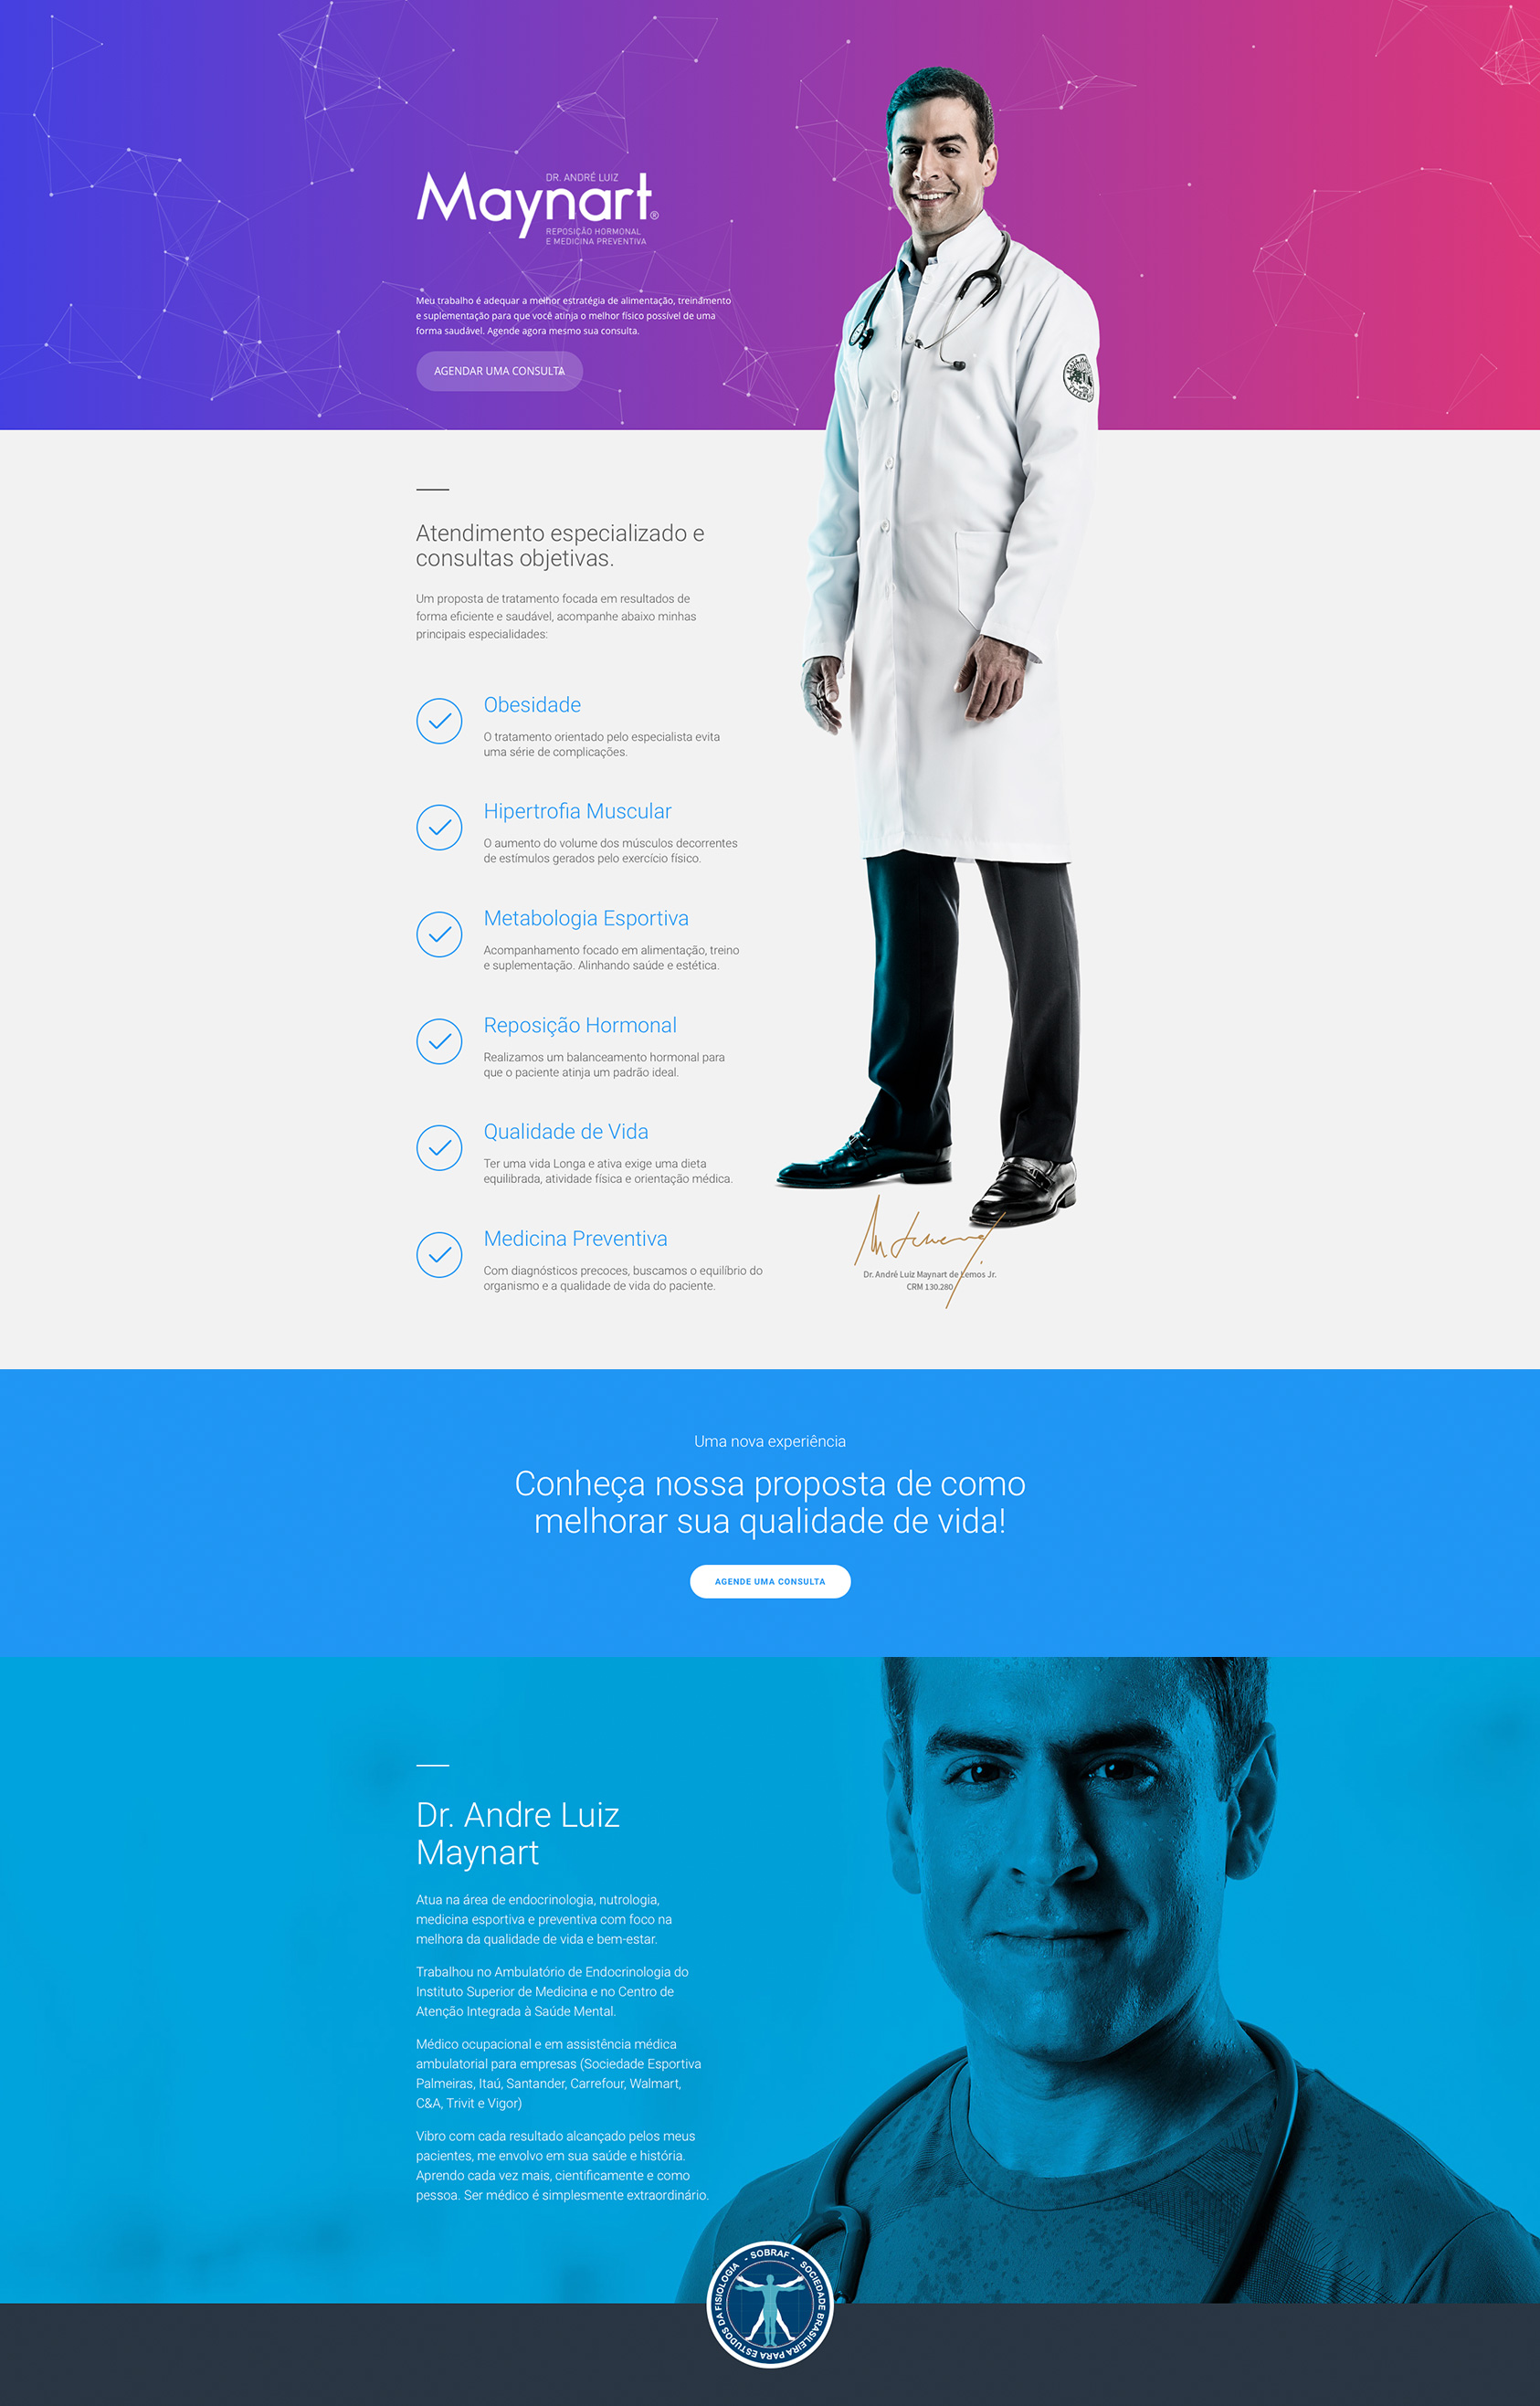 DR. ANDRÉ LUIZ
Maynart®
REPOSIÇÃO HORMONAL
E MEDICINA PREVENTIVA
Meu trabalho é adequar a melhor estratégia de alimentação, treinamento
e suplementação para que você atinja o melhor físico possível de uma
forma saudável. Agende agora mesmo sua consulta.
AGENDAR UMA CONSULTA
Atendimento especializado e
consultas objetivas.
Um proposta de tratamento focada em resultados de
forma eficiente e saudável, acompanhe abaixo minhas
principais especialidades:
Obesidade
O tratamento orientado pelo especialista evita
uma série de complicações.
Hipertrofia Muscular
O aumento do volume dos músculos decorrentes
de estímulos gerados pelo exercício físico.
Metabologia Esportiva
Acompanhamento focado em alimentação, treino
e suplementação. Alinhando saúde e estética.
Reposição Hormonal
Realizamos um balanceamento hormonal para
que o paciente atinja um padrão ideal.
Qualidade de Vida
Ter uma vida Longa e ativa exige uma dieta
equilibrada, atividade física e orientação médica.
Medicina Preventiva
Com diagnósticos precoces, buscamos o equilíbrio do
organismo e a qualidade de vida do paciente.
Dr. André Luiz Maynart de Lemos Jr.
CRM 130.280
Uma nova experiência
Conheça nossa proposta de como
melhorar sua qualidade de vida!
AGENDE UMA CONSULTA
Dr. Andre Luiz
Maynart
Atua na área de endocrinologia, nutrologia,
medicina esportiva e preventiva com foco na
melhora da qualidade de vida e bem-estar.
Trabalhou no Ambulatório de Endocrinologia do
Instituto Superior de Medicina e no Centro de
Atenção Integrada à Saúde Mental.
Médico ocupacional e em assistência médica
ambulatorial para empresas (Sociedade Esportiva
Palmeiras, Itaú, Santander, Carrefour, Walmart,
C&A, Trivit e Vigor)
Vibro com cada resultado alcançado pelos meus
pacientes, me envolvo em sua saúde e história.
Aprendo cada vez mais, cientificamente e como
pessoa. Ser médico é simplesmente extraordinário.
- SOBRAF - SOCIEDADE BRASILEIRA PARA ESTUDOS DA FISIOLOGIA